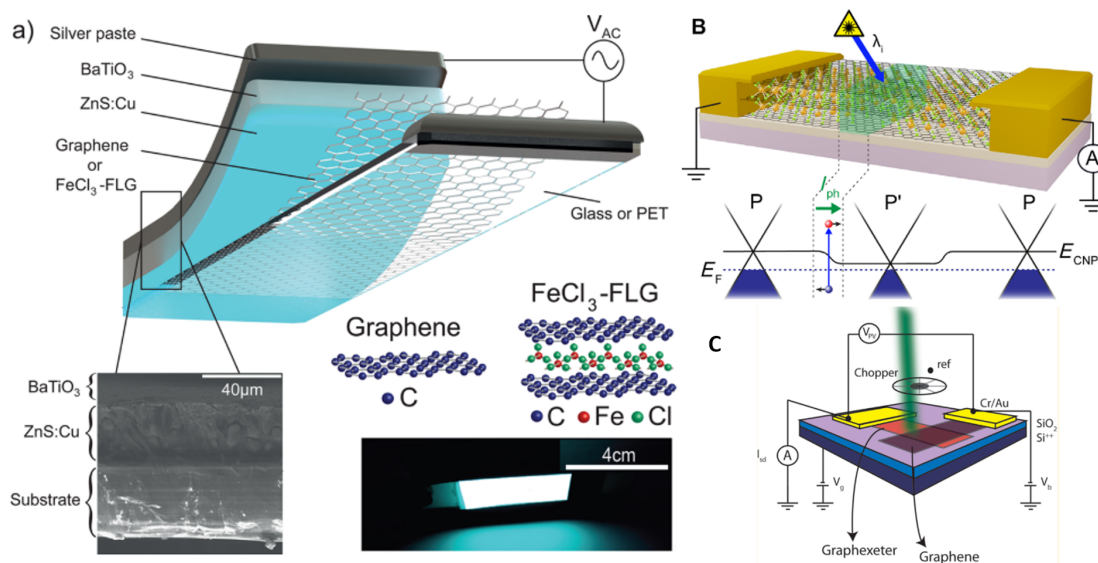 a)
Silver paste
BaTiO3
ZnS:Cu
Graphene
or
FeCl3-FLG
VAC
Glass or PET
BaTiO3
ZnS:Cu
Substrate
40μm
Graphene
C
FeCl3-FLG
C Fe Cl
4cm
B
λi
A
Iph
P P' P
ECNP
EF
C
VPV
ref
Chopper
Cr/Au
SiO2
Si++
Isd
A
Vg
Vb
Graphexeter
Graphene